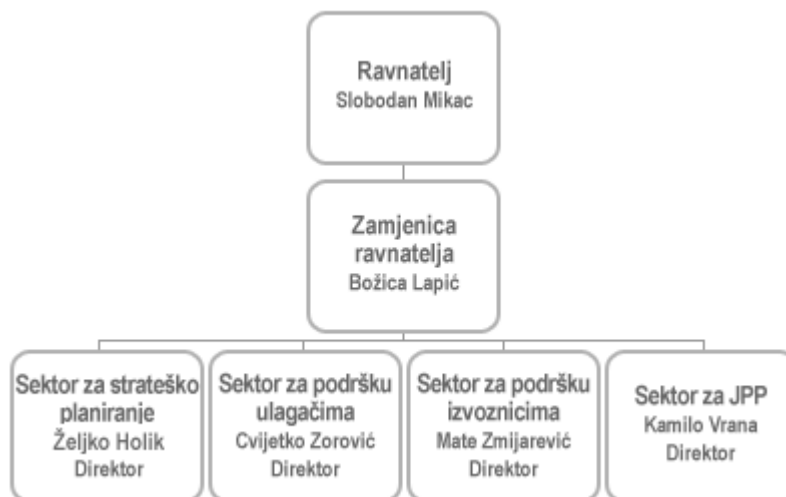 Ravnatelj
Slobodan Mikac
Zamjenica
ravnatelja
Božica Lapić
Sektor za strateško
planiranje
Željko Holik
Direktor
Sektor za podršku
ulagačima
Cvijetko Zorović
Direktor
Sektor za podršku
izvoznicima
Mate Zmijarević
Direktor
Sektor za JPP
Kamilo Vrana
Direktor